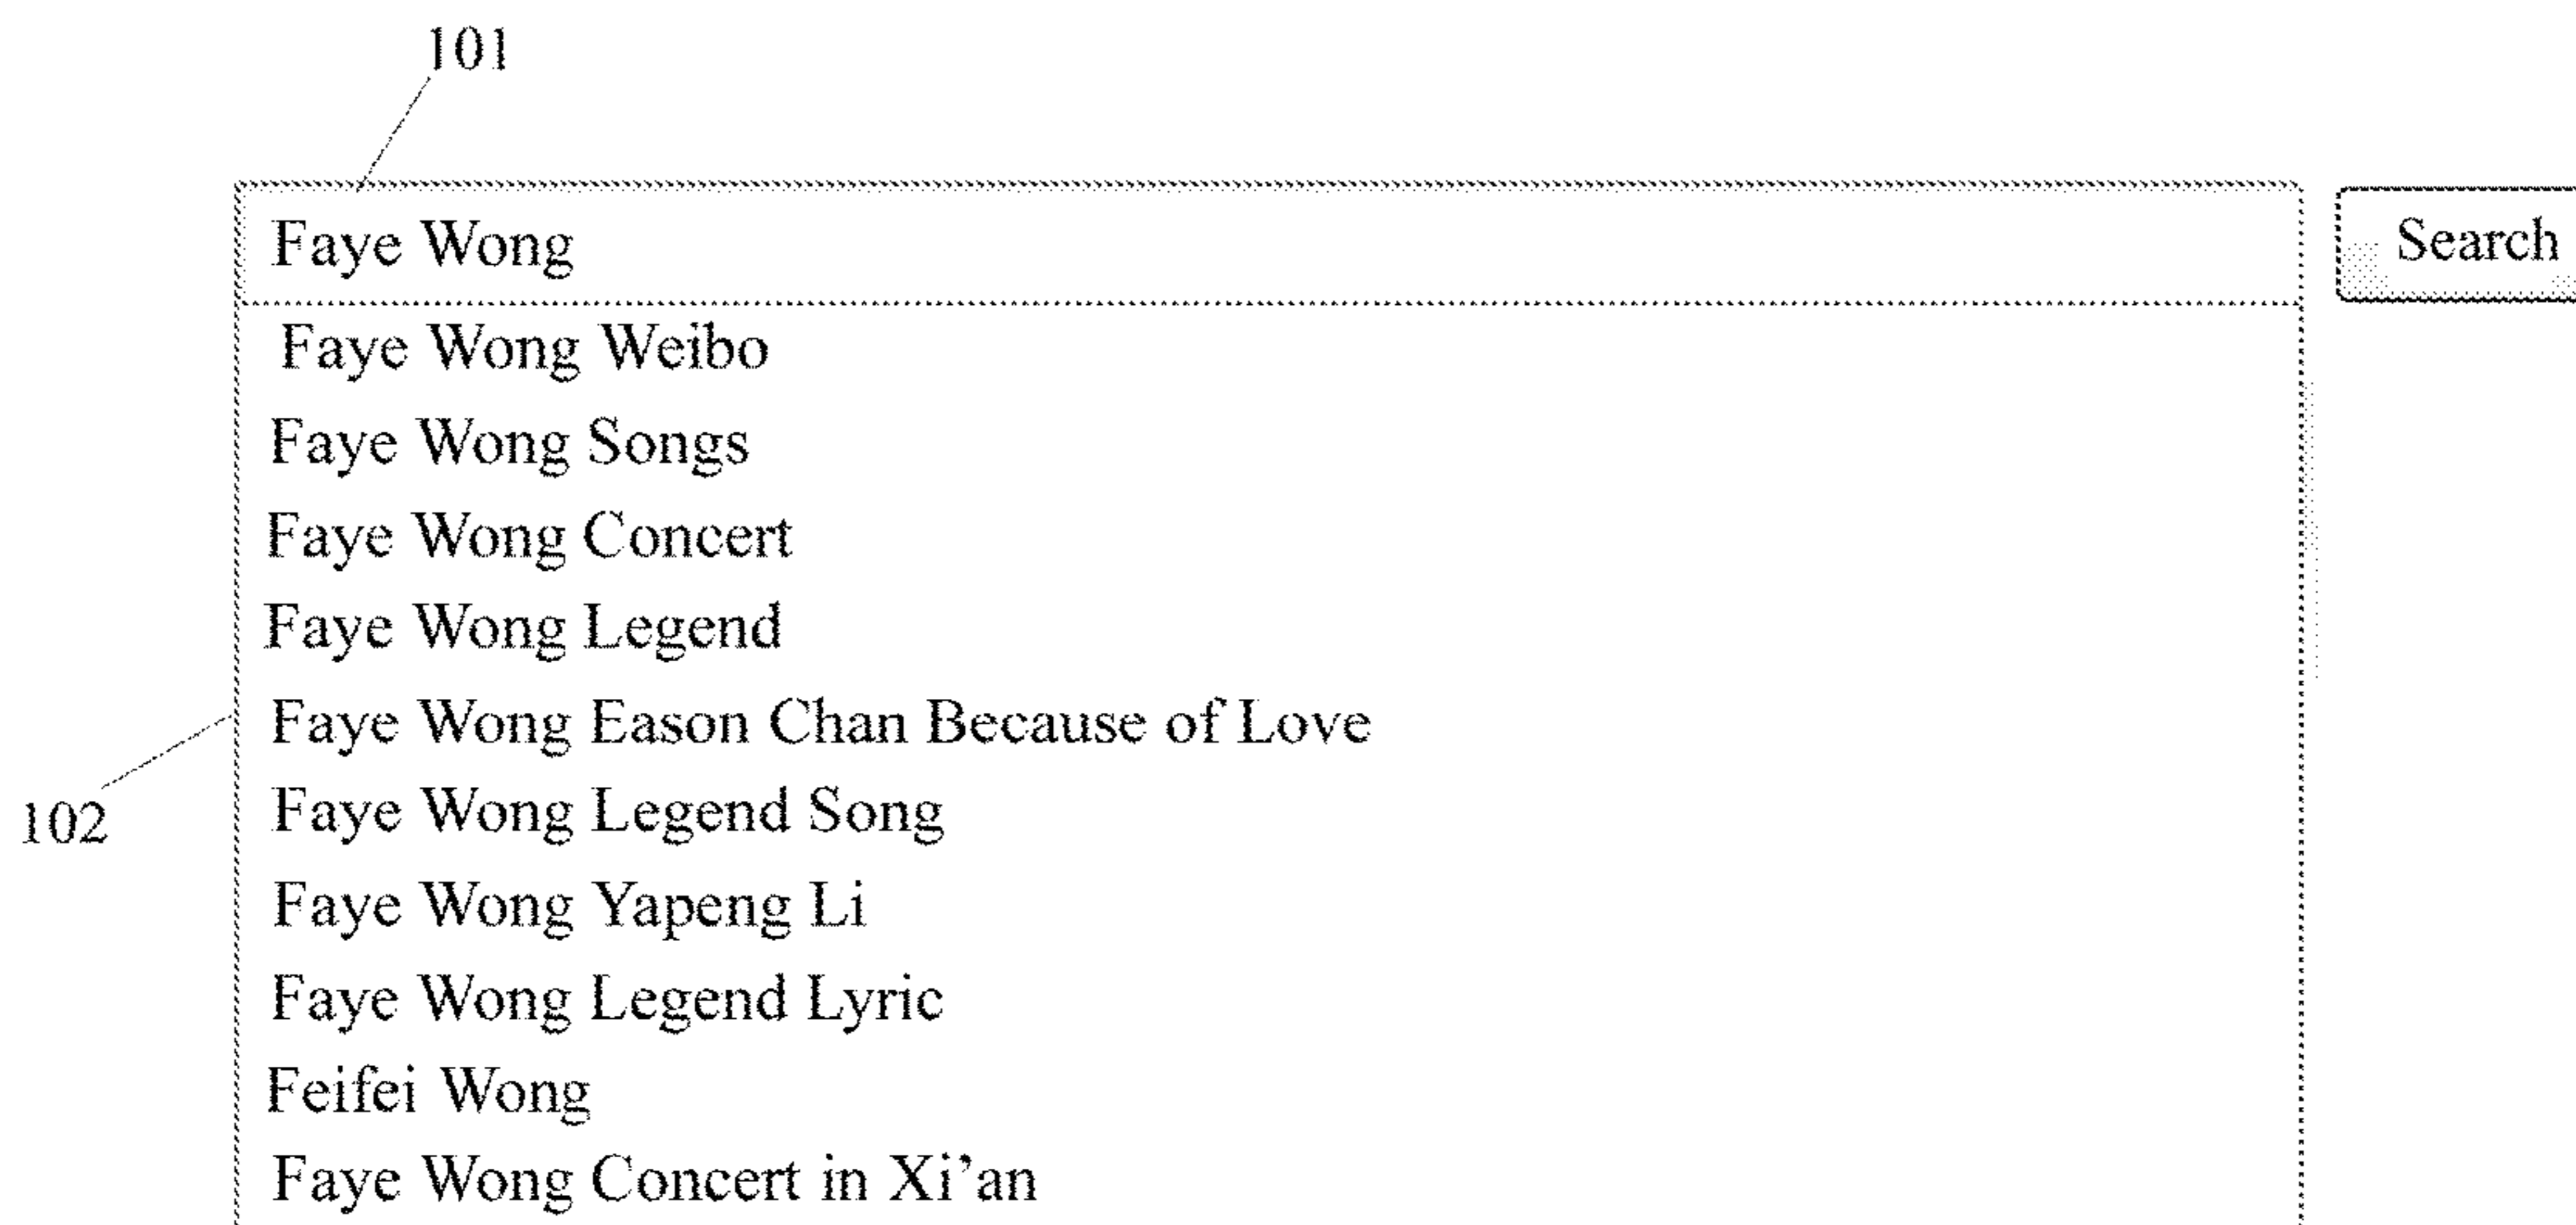 101
Faye Wong
Search
Faye Wong Weibo
Faye Wong Songs
Faye Wong Concert
Faye Wong Legend
Faye Wong Eason Chan Because of Love
102
Faye Wong Legend Song
Faye Wong Yapeng Li
Faye Wong Legend Lyric
Feifei Wong
Faye Wong Concert in Xi’an